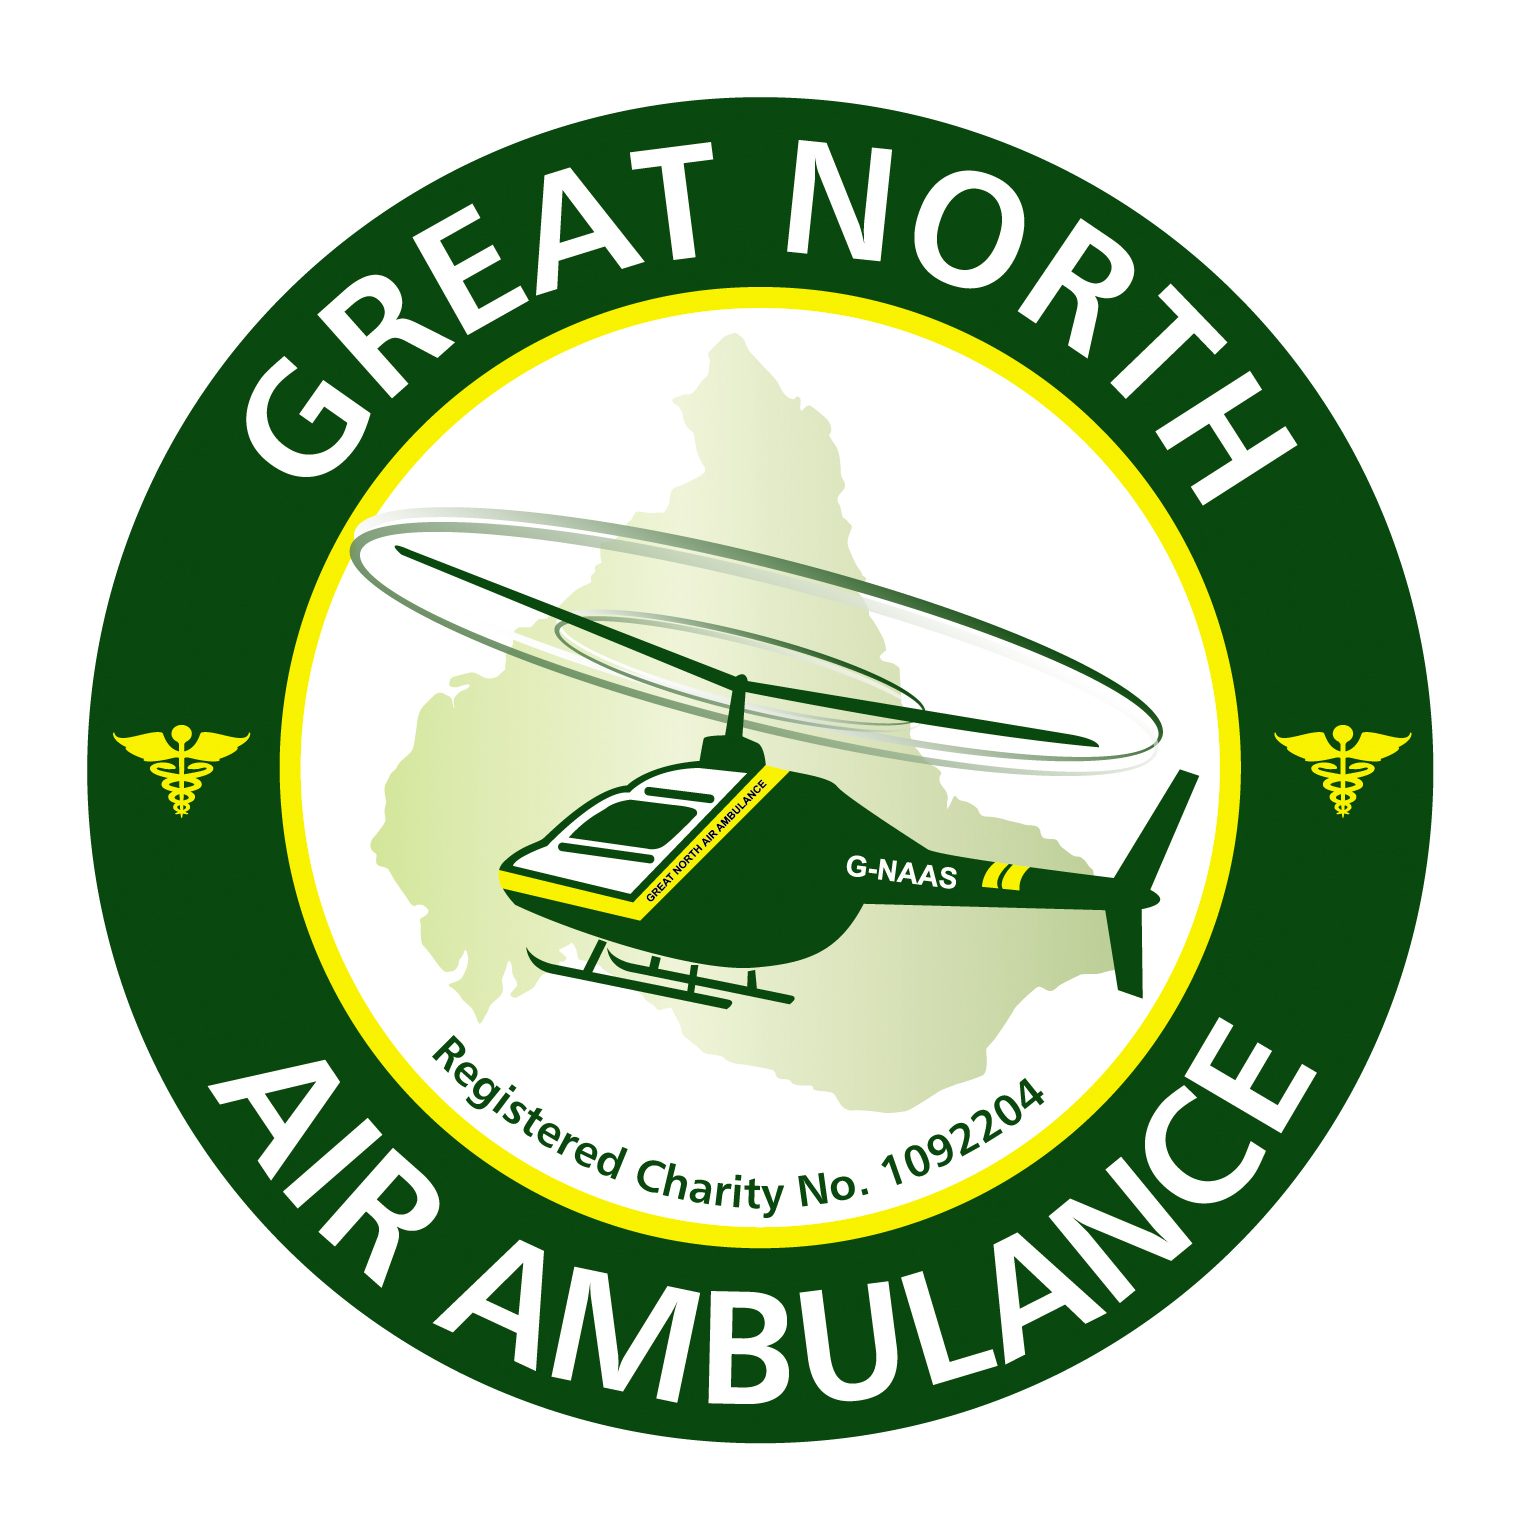 GREAT NORTH
GREAT NORTH AIR AMBULANCE
G-NAAS
Registered Charity No. 1092204
AIR AMBULANCE